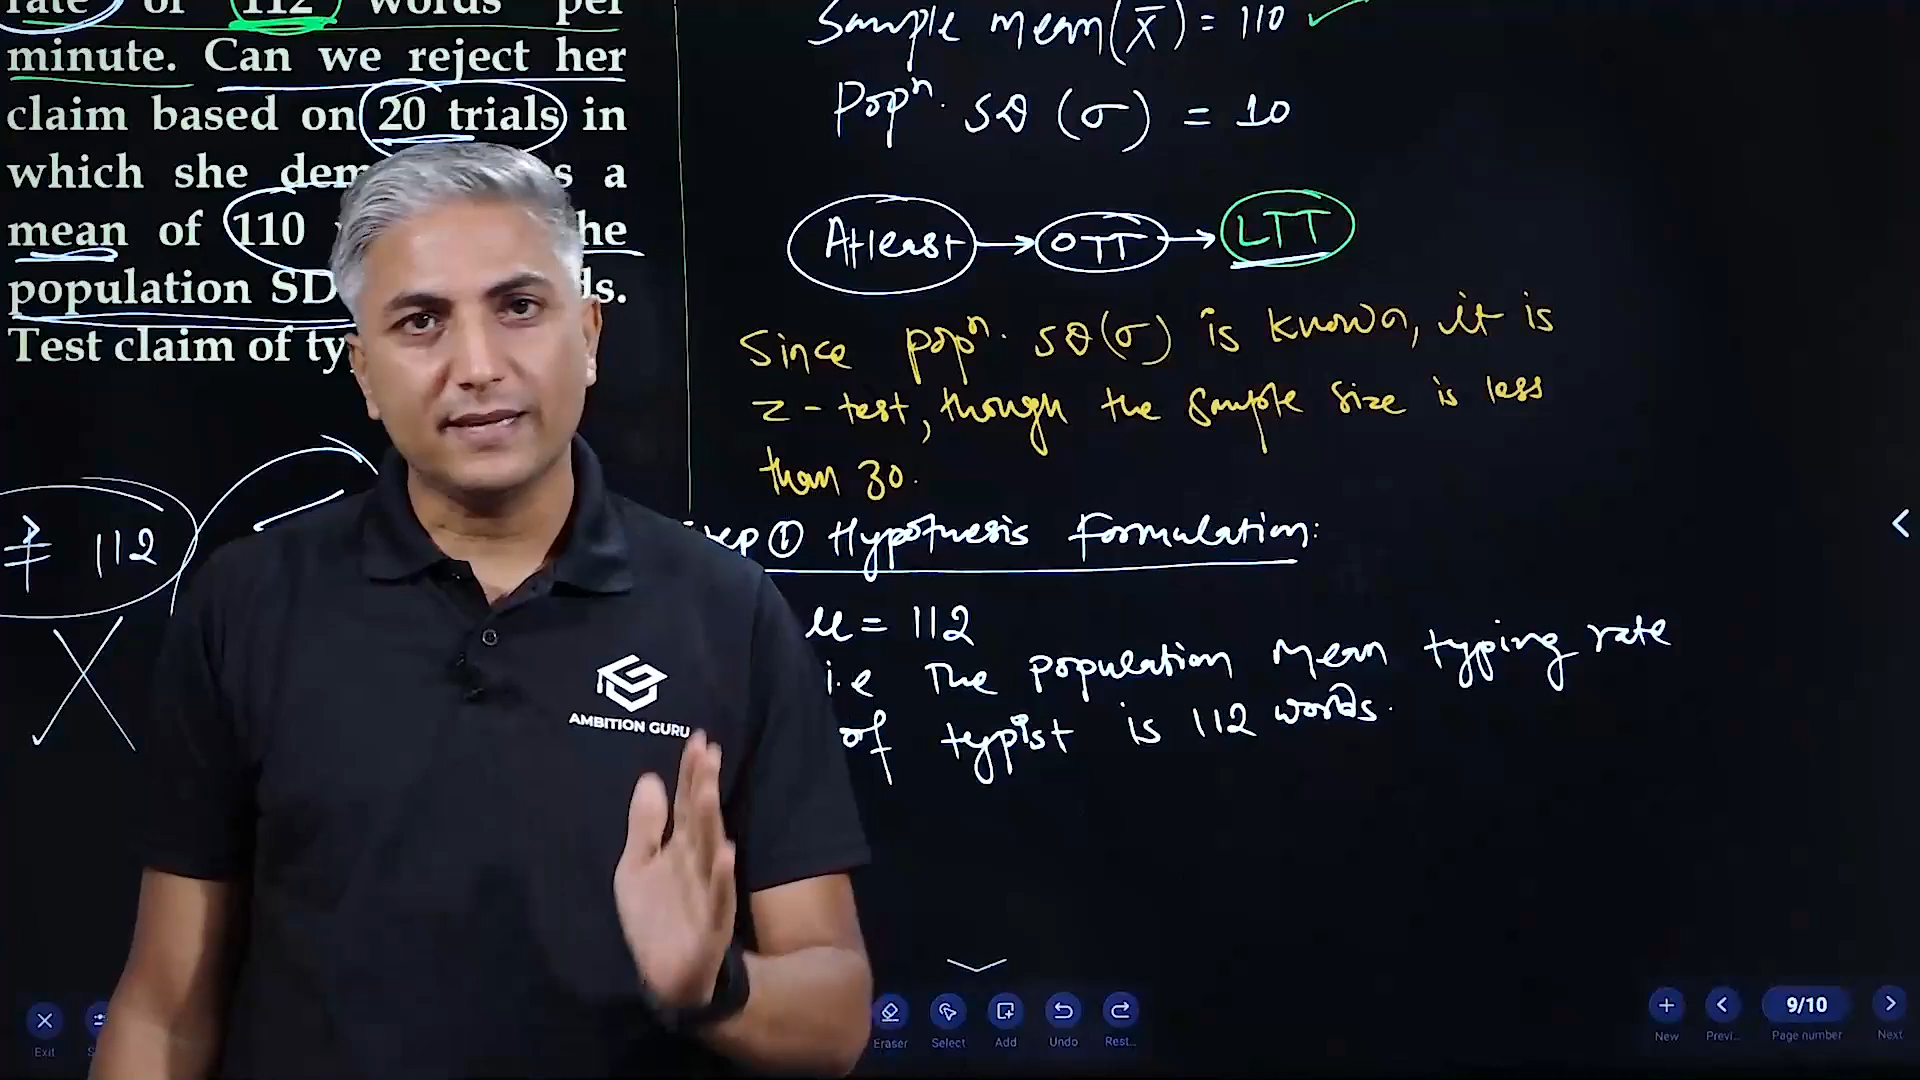 rate of 112 words per
minute. Can we reject her
claim based on 20 trials in
which she
mean of 110 he
population SD ds.
Test claim of
≠ 112
Sample mean (x̄) = 110 ✓
Popⁿ. SD (σ) = 10
Atleast → OTT → LTT
Since popⁿ. SD(σ) is known, it is
z-test, though the sample size is less
than 30.
ep ① Hypothesis Formulation:
μ = 112
i.e The population mean typing rate
of typist is 112 words.
AMBITION GURU
Exit
Eraser
Select
Add
Undo
Rest...
New
Previ...
9/10
Page number
Next